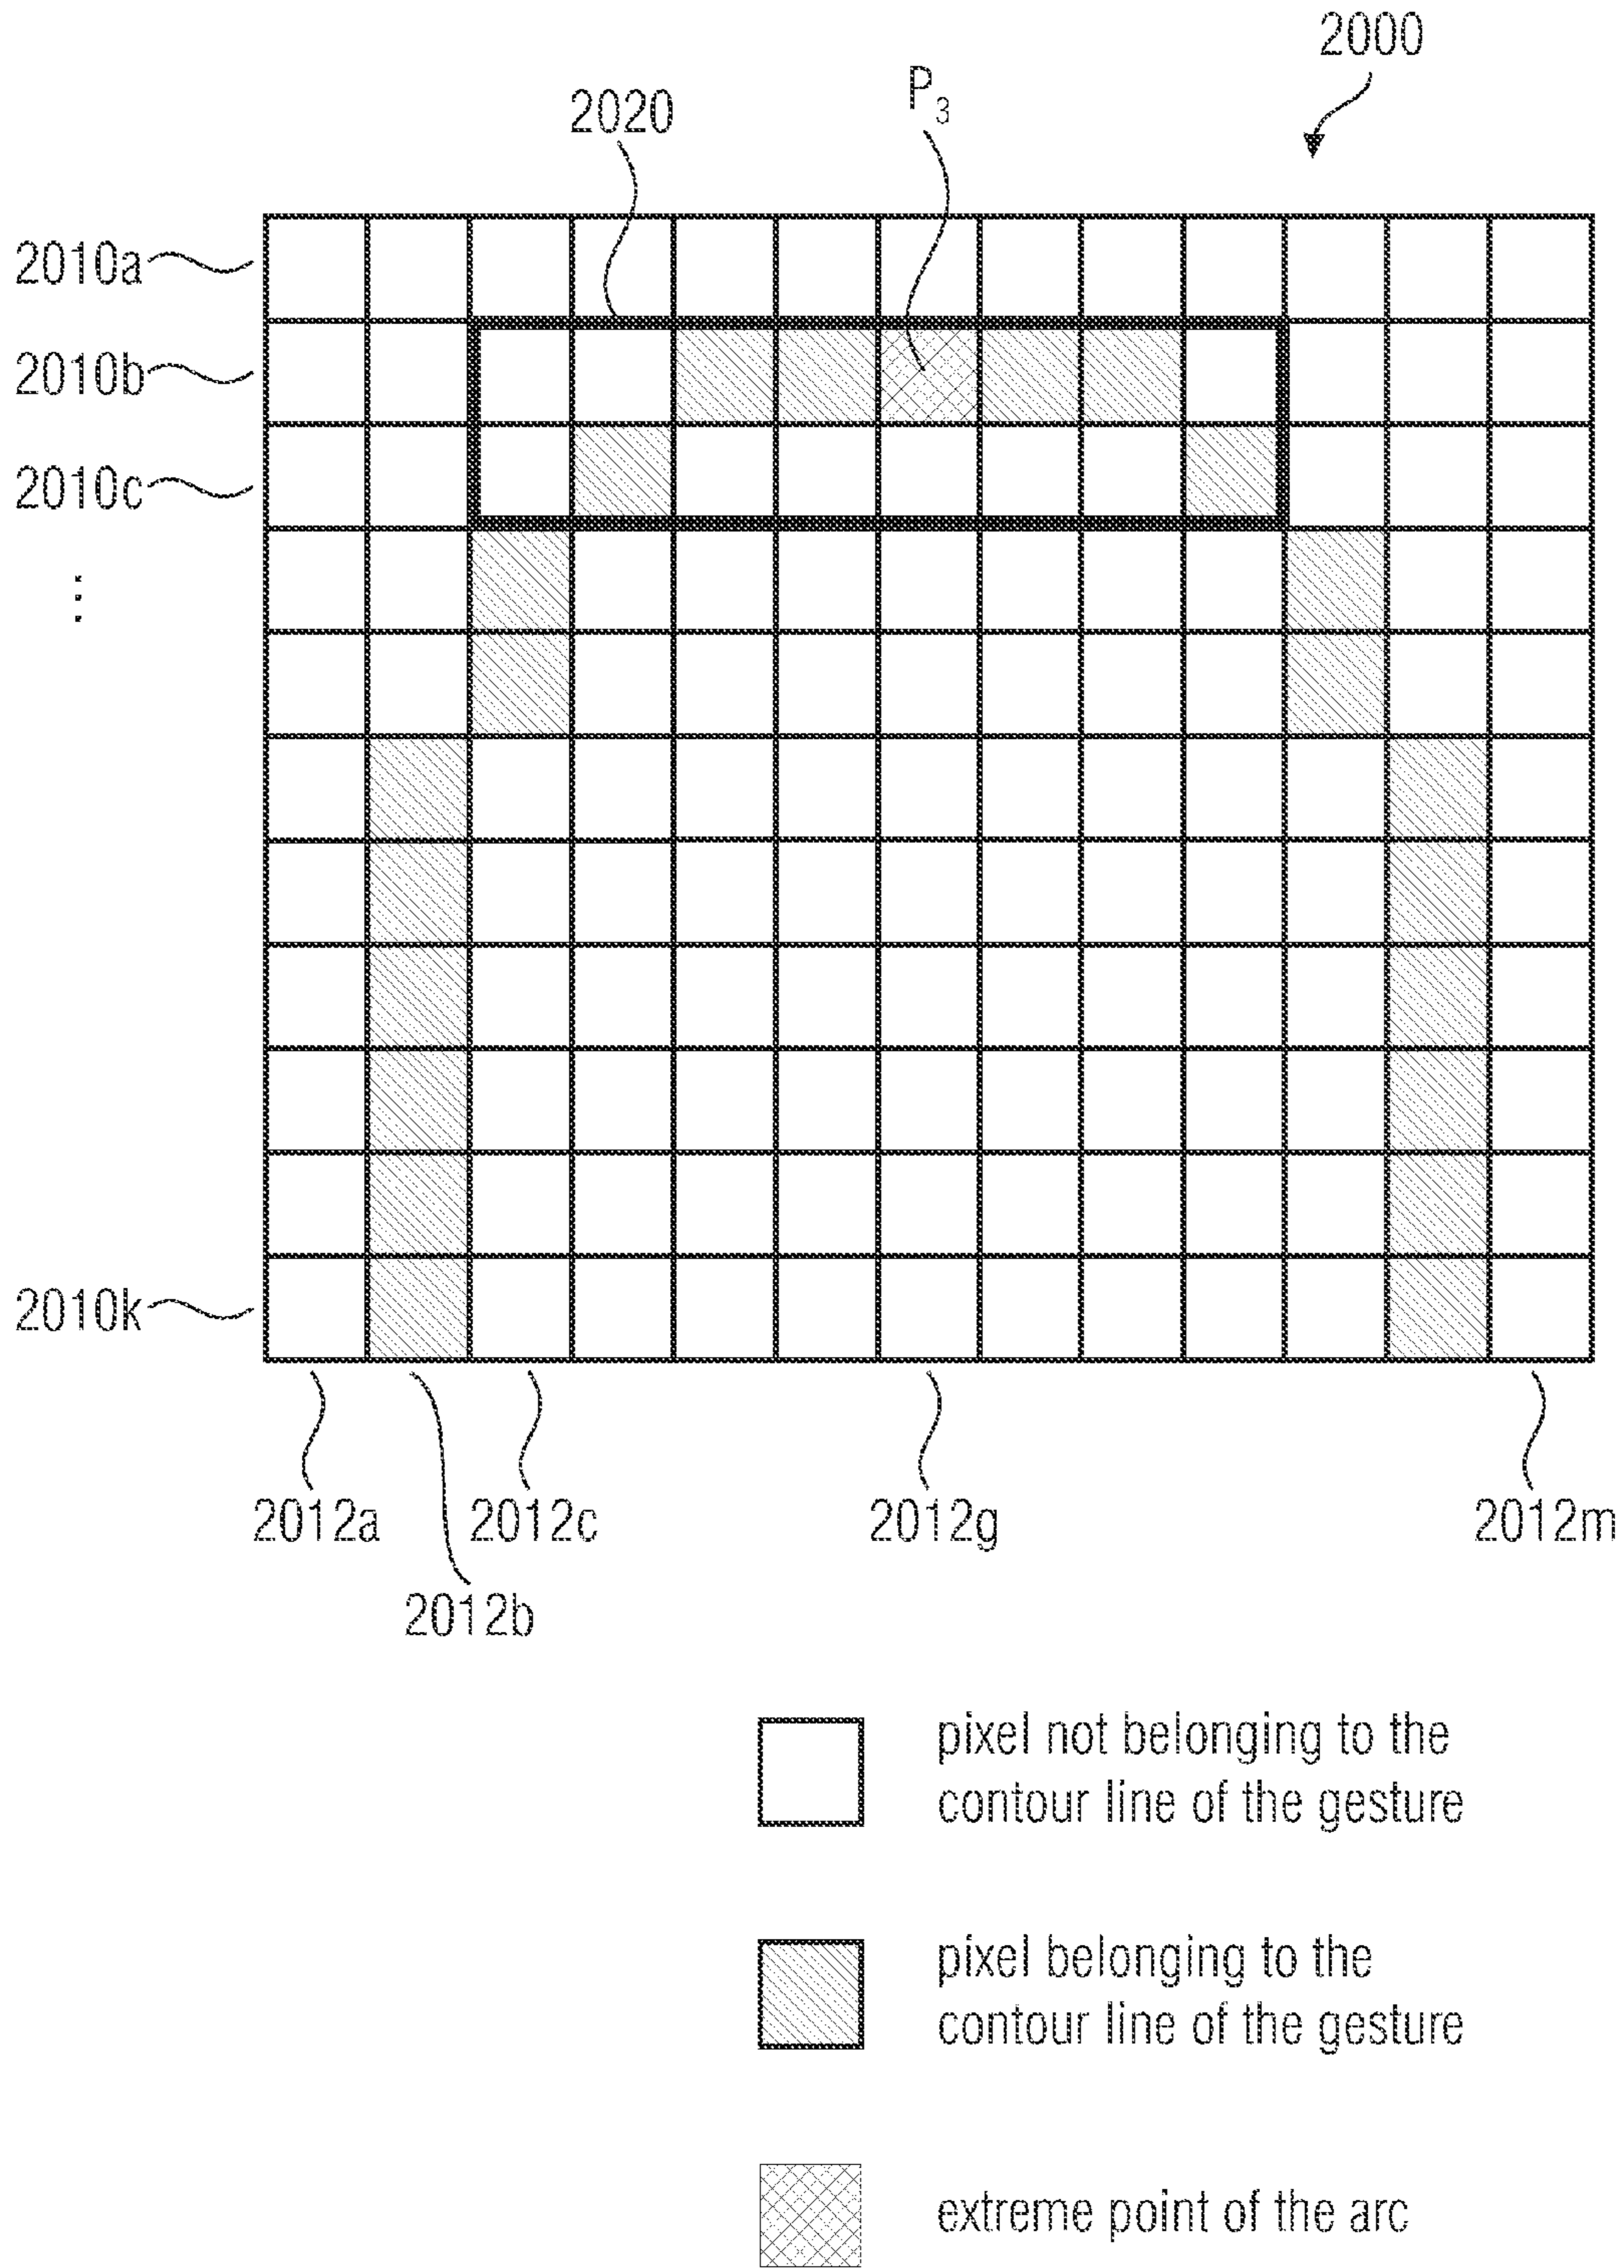 2000
P3
2020
2010a
2010b
2010c
⋮
2010k
2012a
2012c
2012g
2012m
2012b
pixel not belonging to the
contour line of the gesture
pixel belonging to the
contour line of the gesture
extreme point of the arc